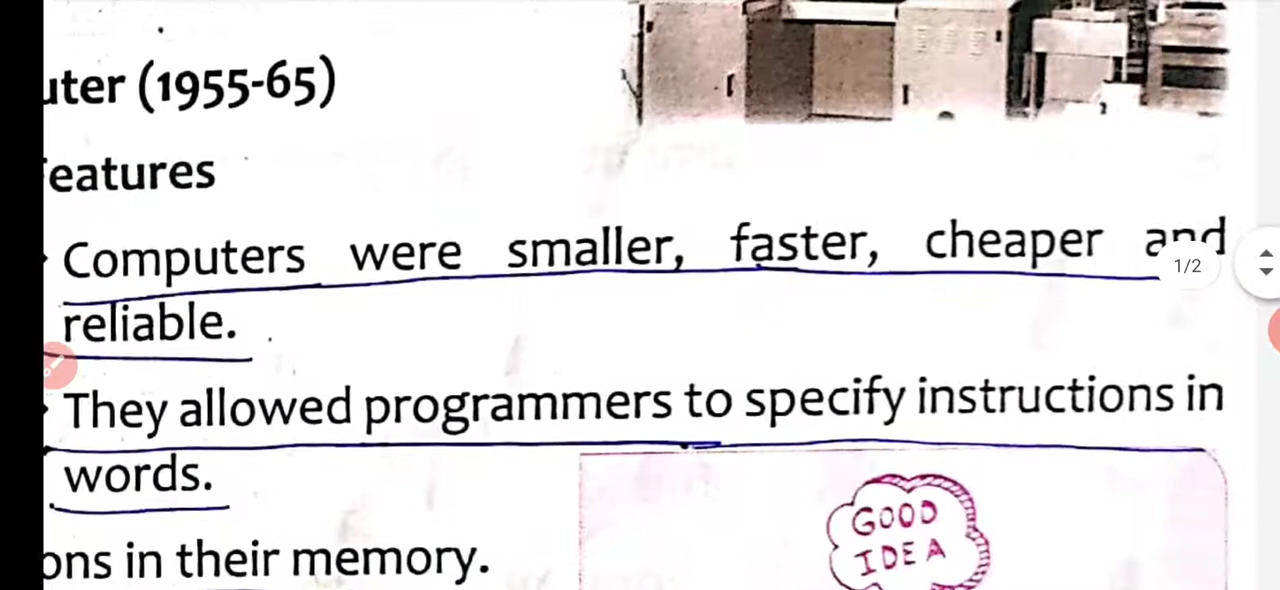 uter (1955-65)
eatures
Computers were smaller, faster, cheaper and
1/2
reliable.
They allowed programmers to specify instructions in
words.
GOOD
IDEA
ons in their memory.